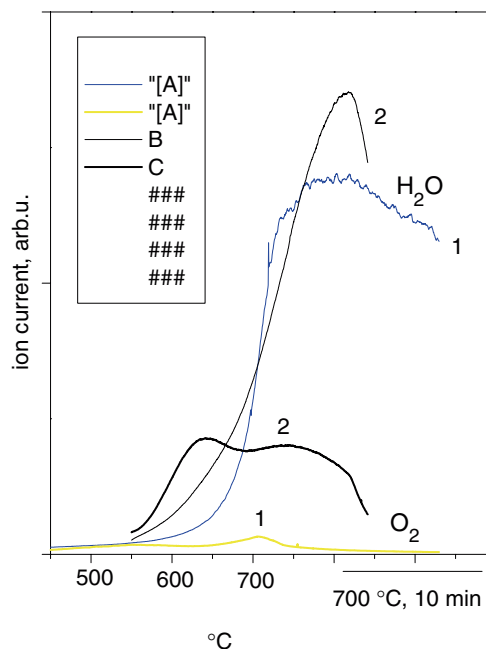 "[A]"
"[A]"
B
C
###
###
###
###
2
H2O
1
2
1
O2
ion current, arb.u.
500 600 700
700 °C, 10 min
°C